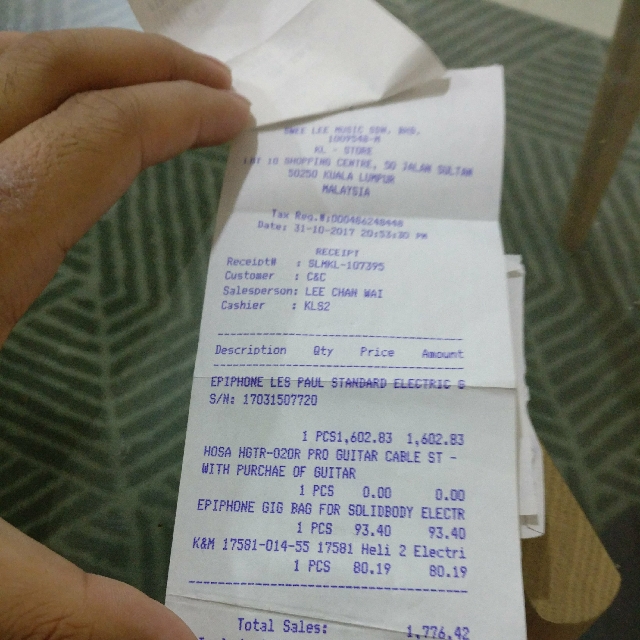 SWEE LEE MUSIC SDN. BHD.
1009548-M
KL - STORE
LOT 10 SHOPPING CENTRE, 50 JALAN SULTAN
50250 KUALA LUMPUR
MALAYSIA
Tax Reg.#:000486248448
Date: 31-10-2017 20:53:30 PM
RECEIPT
Receipt# : SLMKL-107395
Customer : C&C
Salesperson: LEE CHAN WAI
Cashier : KLS2
Description Qty Price Amount
EPIPHONE LES PAUL STANDARD ELECTRIC G
S/N: 17031507720
1 PCS1,602.83 1,602.83
HOSA HGTR-020R PRO GUITAR CABLE ST -
WITH PURCHAE OF GUITAR
1 PCS 0.00 0.00
EPIPHONE GIG BAG FOR SOLIDBODY ELECTR
1 PCS 93.40 93.40
K&M 17581-014-55 17581 Heli 2 Electri
1 PCS 80.19 80.19
Total Sales: 1,776.42